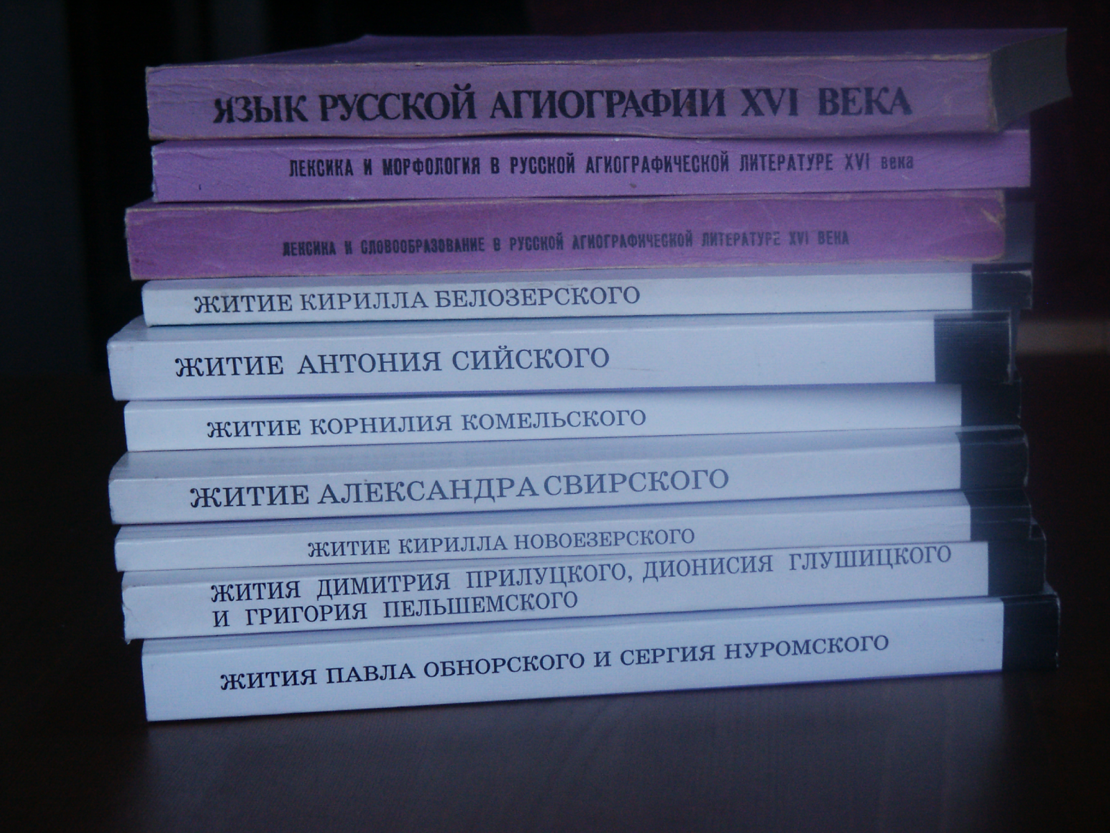 ЯЗЫК РУССКОЙ АГИОГРАФИИ XVI ВЕКА
ЛЕКСИКА И МОРФОЛОГИЯ В РУССКОЙ АГИОГРАФИЧЕСКОЙ ЛИТЕРАТУРЕ XVI века
ЛЕКСИКА И СЛОВООБРАЗОВАНИЕ В РУССКОЙ АГИОГРАФИЧЕСКОЙ ЛИТЕРАТУРЕ XVI ВЕКА
ЖИТИЕ КИРИЛЛА БЕЛОЗЕРСКОГО
ЖИТИЕ АНТОНИЯ СИЙСКОГО
ЖИТИЕ КОРНИЛИЯ КОМЕЛЬСКОГО
ЖИТИЕ АЛЕКСАНДРА СВИРСКОГО
ЖИТИЕ КИРИЛЛА НОВОЕЗЕРСКОГО
ЖИТИЯ ДИМИТРИЯ ПРИЛУЦКОГО, ДИОНИСИЯ ГЛУШИЦКОГО
И ГРИГОРИЯ ПЕЛЬШЕМСКОГО
ЖИТИЯ ПАВЛА ОБНОРСКОГО И СЕРГИЯ НУРОМСКОГО